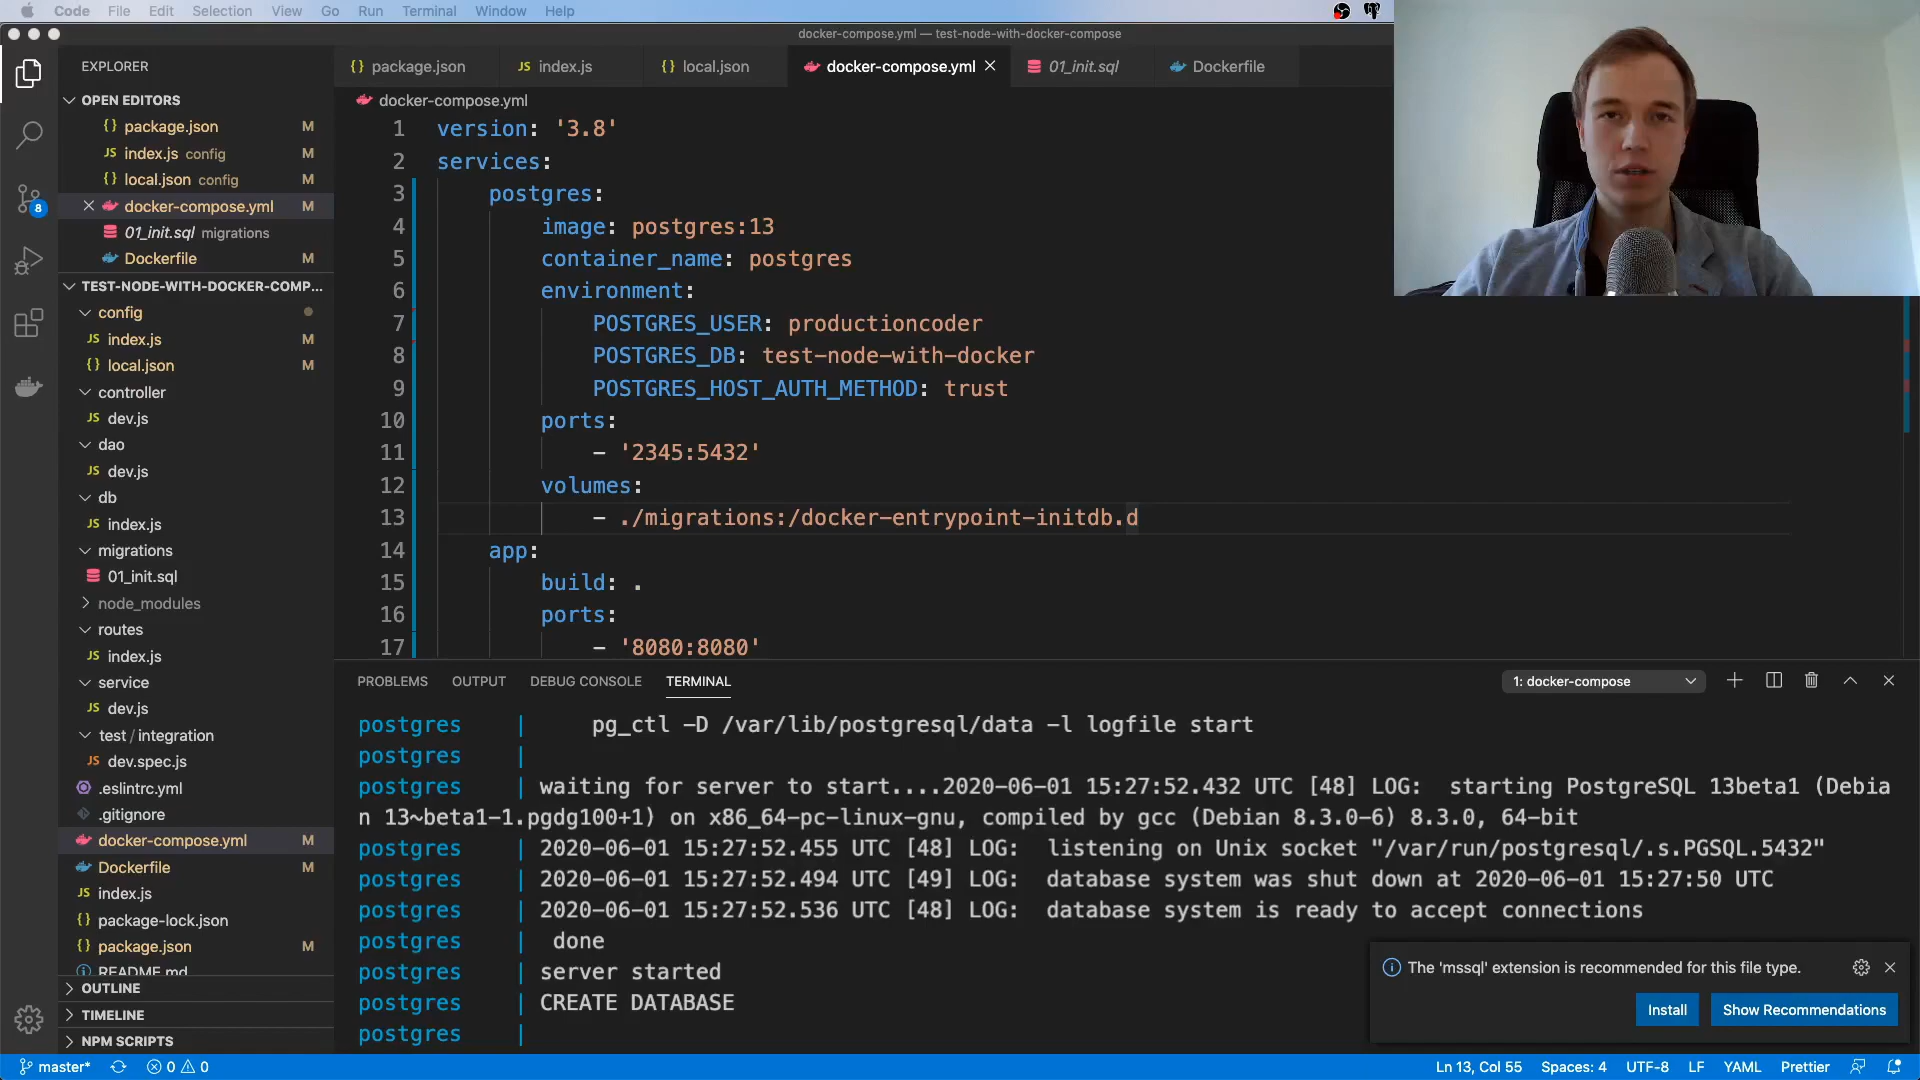 Code File Edit Selection View Go Run Terminal Window Help
docker-compose.yml — test-node-with-docker-compose
EXPLORER
OPEN EDITORS
{} package.json M
JS index.js config M
{} local.json config M
docker-compose.yml M
01_init.sql migrations
Dockerfile M
TEST-NODE-WITH-DOCKER-COMP...
config
JS index.js M
{} local.json M
controller
JS dev.js
dao
JS dev.js
db
JS index.js
migrations
01_init.sql
node_modules
routes
JS index.js
service
JS dev.js
test / integration
JS dev.spec.js
.eslintrc.yml
.gitignore
docker-compose.yml M
Dockerfile M
JS index.js
{} package-lock.json
{} package.json M
README.md
OUTLINE
TIMELINE
NPM SCRIPTS
8
{} package.json JS index.js {} local.json docker-compose.yml 01_init.sql Dockerfile
docker-compose.yml
1 version: '3.8'
2 services:
3 postgres:
4 image: postgres:13
5 container_name: postgres
6 environment:
7 POSTGRES_USER: productioncoder
8 POSTGRES_DB: test-node-with-docker
9 POSTGRES_HOST_AUTH_METHOD: trust
10 ports:
11 - '2345:5432'
12 volumes:
13 - ./migrations:/docker-entrypoint-initdb.d
14 app:
15 build: .
16 ports:
17 - '8080:8080'
PROBLEMS OUTPUT DEBUG CONSOLE TERMINAL
1: docker-compose
postgres | pg_ctl -D /var/lib/postgresql/data -l logfile start
postgres |
postgres | waiting for server to start....2020-06-01 15:27:52.432 UTC [48] LOG: starting PostgreSQL 13beta1 (Debia
n 13~beta1-1.pgdg100+1) on x86_64-pc-linux-gnu, compiled by gcc (Debian 8.3.0-6) 8.3.0, 64-bit
postgres | 2020-06-01 15:27:52.455 UTC [48] LOG: listening on Unix socket "/var/run/postgresql/.s.PGSQL.5432"
postgres | 2020-06-01 15:27:52.494 UTC [49] LOG: database system was shut down at 2020-06-01 15:27:50 UTC
postgres | 2020-06-01 15:27:52.536 UTC [48] LOG: database system is ready to accept connections
postgres | done
postgres | server started
postgres | CREATE DATABASE
postgres |
The 'mssql' extension is recommended for this file type.
Install Show Recommendations
master* 0 0 Ln 13, Col 55 Spaces: 4 UTF-8 LF YAML Prettier